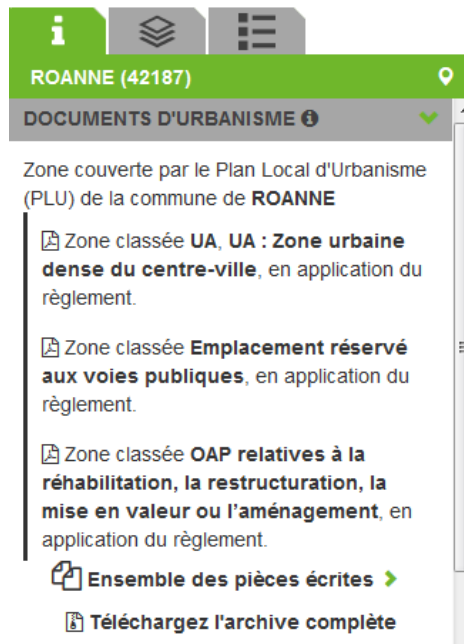 ROANNE (42187)
DOCUMENTS D'URBANISME
Zone couverte par le Plan Local d'Urbanisme
(PLU) de la commune de ROANNE
Zone classée UA, UA : Zone urbaine
dense du centre-ville, en application du
règlement.
Zone classée Emplacement réservé
aux voies publiques, en application du
règlement.
Zone classée OAP relatives à la
réhabilitation, la restructuration, la
mise en valeur ou l’aménagement, en
application du règlement.
Ensemble des pièces écrites
Téléchargez l'archive complète